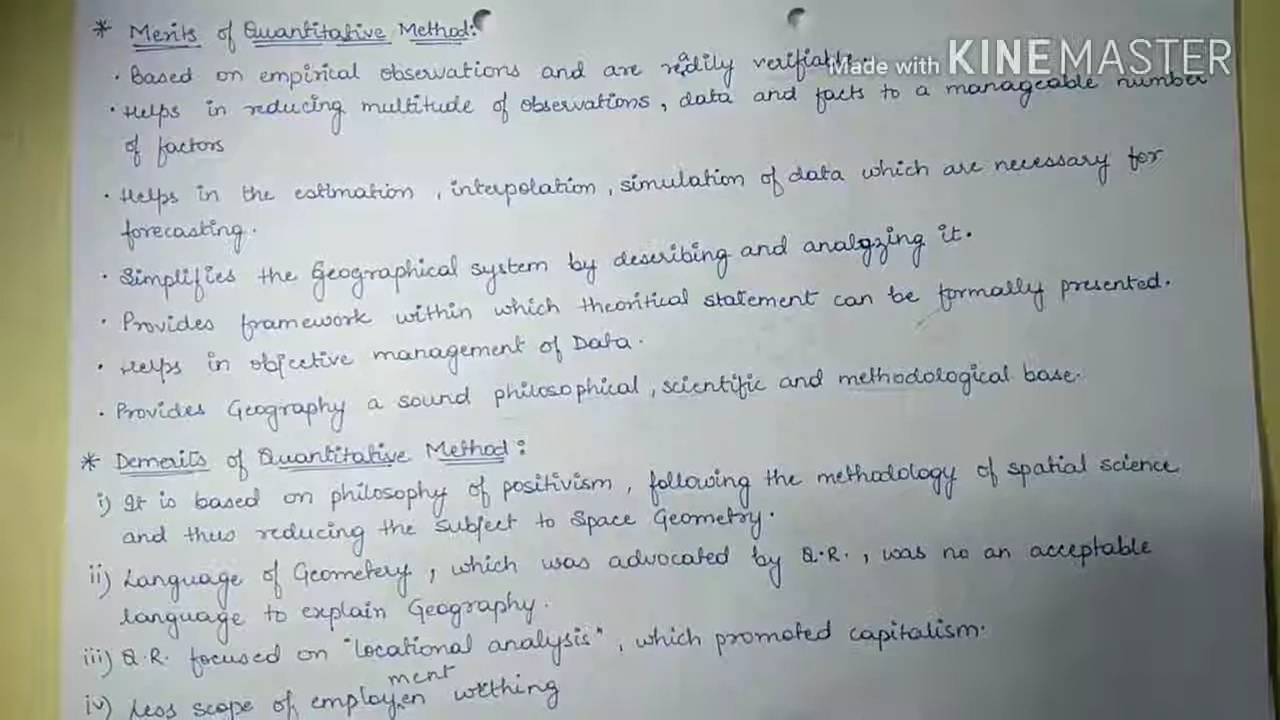 * Merits of Quantitative Method:
Made with KINEMASTER
· Based on empirical observations and are redily verifiable.
· Helps in reducing multitude of observations, data and facts to a manageable number
of factors
· Helps in the estimation, interpolation, simulation of data which are necessary for
forecasting.
· Simplifies the Geographical system by describing and analyzing it.
· Provides framework within which theoritical statement can be formally presented.
· Helps in objective management of Data.
· Provides Geography a sound philosophical, scientific and methodological base.
* Demerits of Quantitative Method:
i) It is based on philosophy of positivism, following the methodology of spatial science
and thus reducing the subject to Space Geometry.
ii) Language of Geometery, which was advocated by Q.R., was no an acceptable
language to explain Geography.
iii) Q.R. focused on "locational analysis", which promoted capitalism.
ment
iv) Less scope of employen